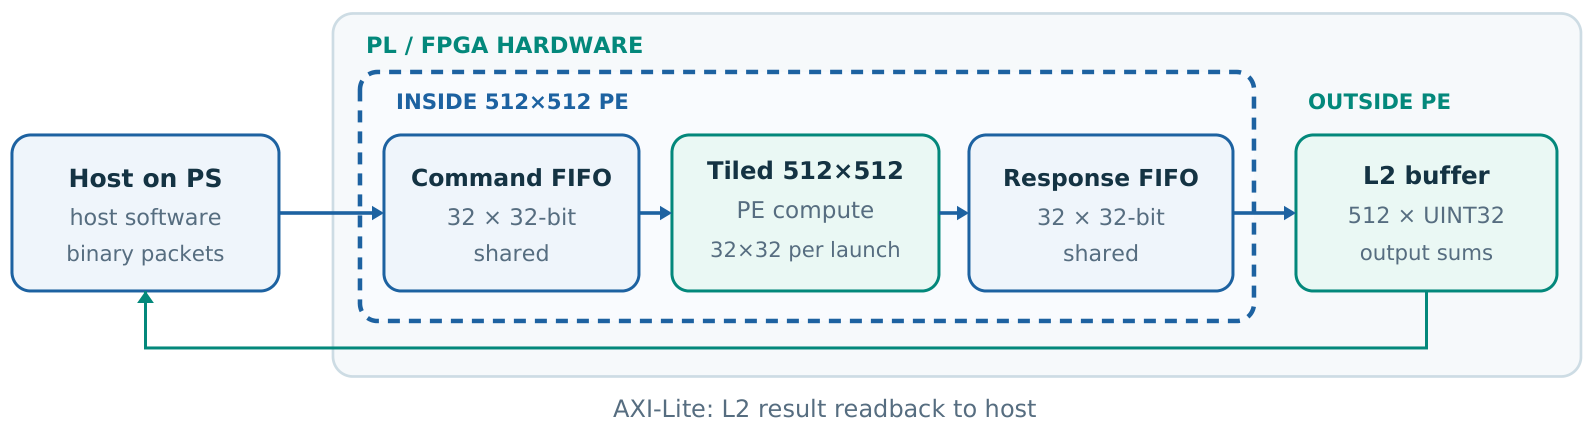 PL / FPGA HARDWARE
INSIDE 512×512 PE
OUTSIDE PE
Host on PS
host software
binary packets
Command FIFO
32 × 32-bit
shared
Tiled 512×512
PE compute
32×32 per launch
Response FIFO
32 × 32-bit
shared
L2 buffer
512 × UINT32
output sums
AXI-Lite: L2 result readback to host